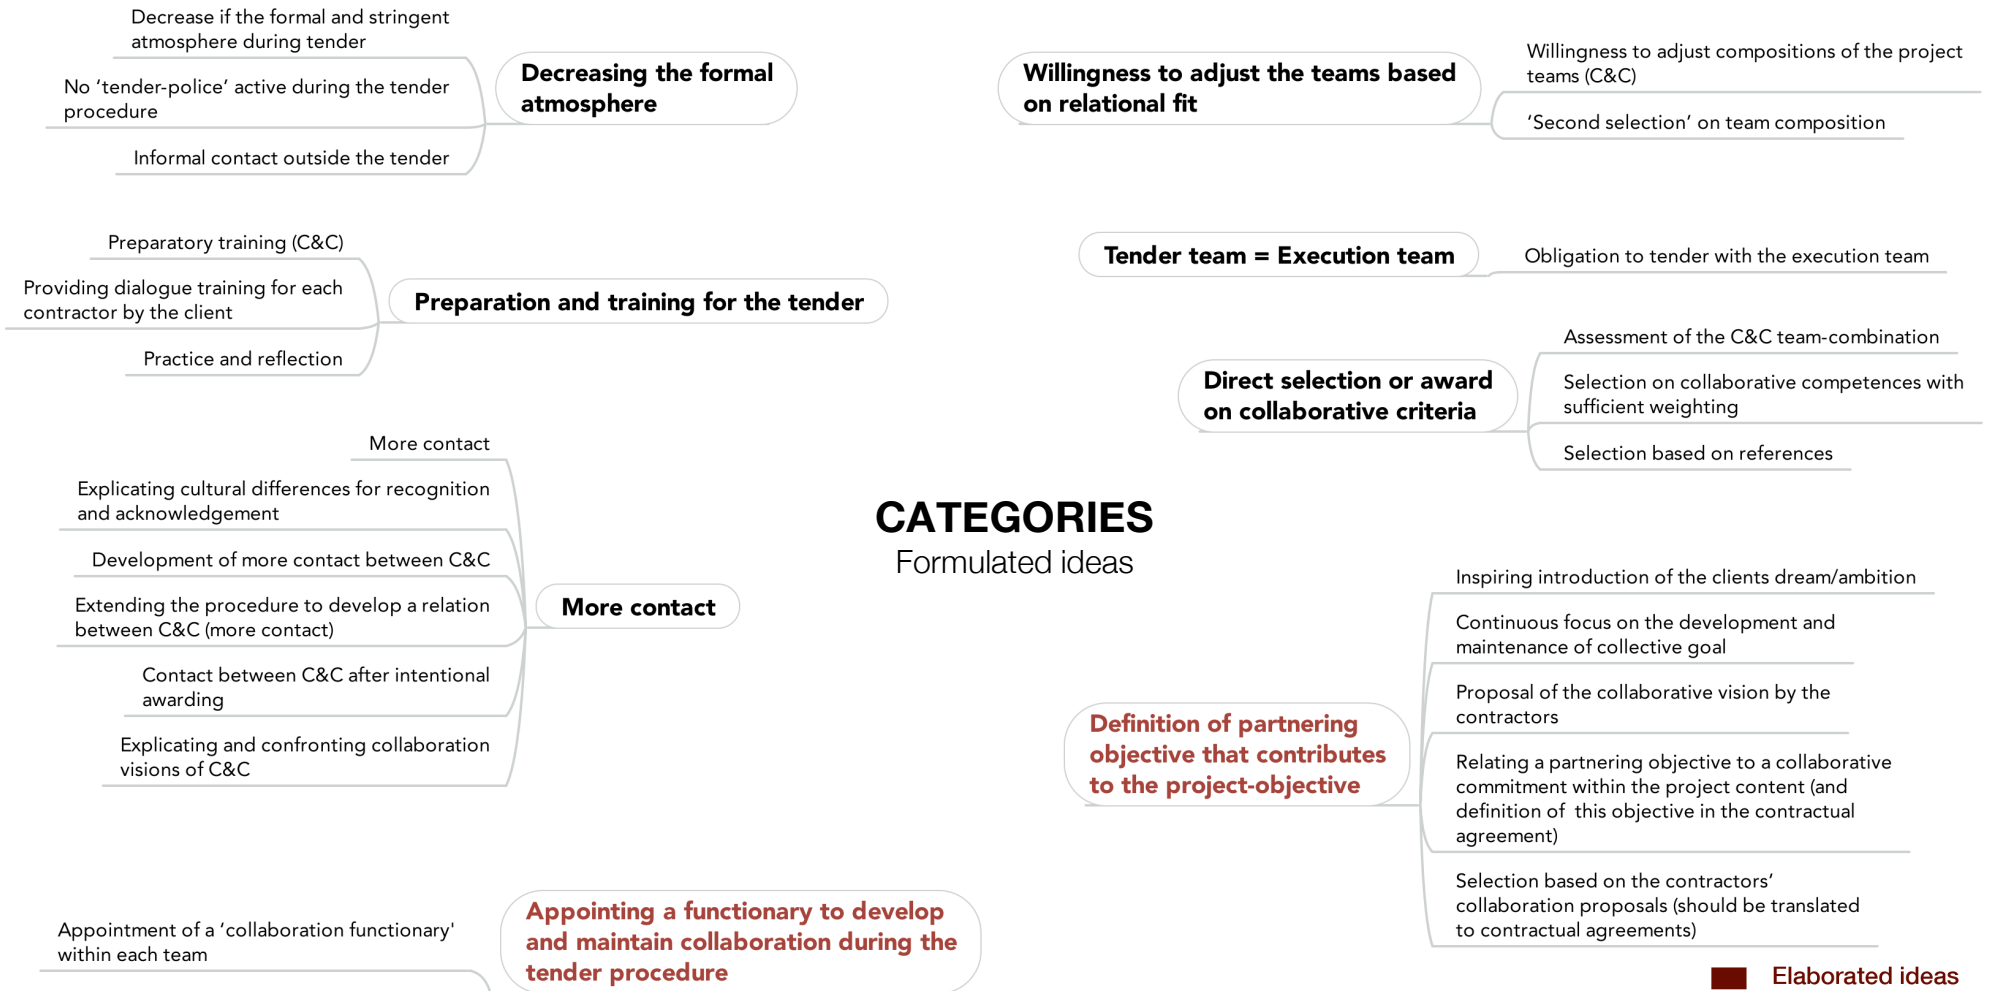 Decrease if the formal and stringent
atmosphere during tender
No ‘tender-police’ active during the tender
procedure
Informal contact outside the tender
Decreasing the formal
atmosphere
Preparatory training (C&C)
Providing dialogue training for each
contractor by the client
Practice and reflection
Preparation and training for the tender
More contact
Explicating cultural differences for recognition
and acknowledgement
Development of more contact between C&C
Extending the procedure to develop a relation
between C&C (more contact)
Contact between C&C after intentional
awarding
Explicating and confronting collaboration
visions of C&C
More contact
Appointment of a ‘collaboration functionary'
within each team
Appointing a functionary to develop
and maintain collaboration during the
tender procedure
CATEGORIES
Formulated ideas
Willingness to adjust the teams based
on relational fit
Willingness to adjust compositions of the project
teams (C&C)
‘Second selection’ on team composition
Tender team = Execution team
Obligation to tender with the execution team
Direct selection or award
on collaborative criteria
Assessment of the C&C team-combination
Selection on collaborative competences with
sufficient weighting
Selection based on references
Definition of partnering
objective that contributes
to the project-objective
Inspiring introduction of the clients dream/ambition
Continuous focus on the development and
maintenance of collective goal
Proposal of the collaborative vision by the
contractors
Relating a partnering objective to a collaborative
commitment within the project content (and
definition of  this objective in the contractual
agreement)
Selection based on the contractors’
collaboration proposals (should be translated
to contractual agreements)
Elaborated ideas